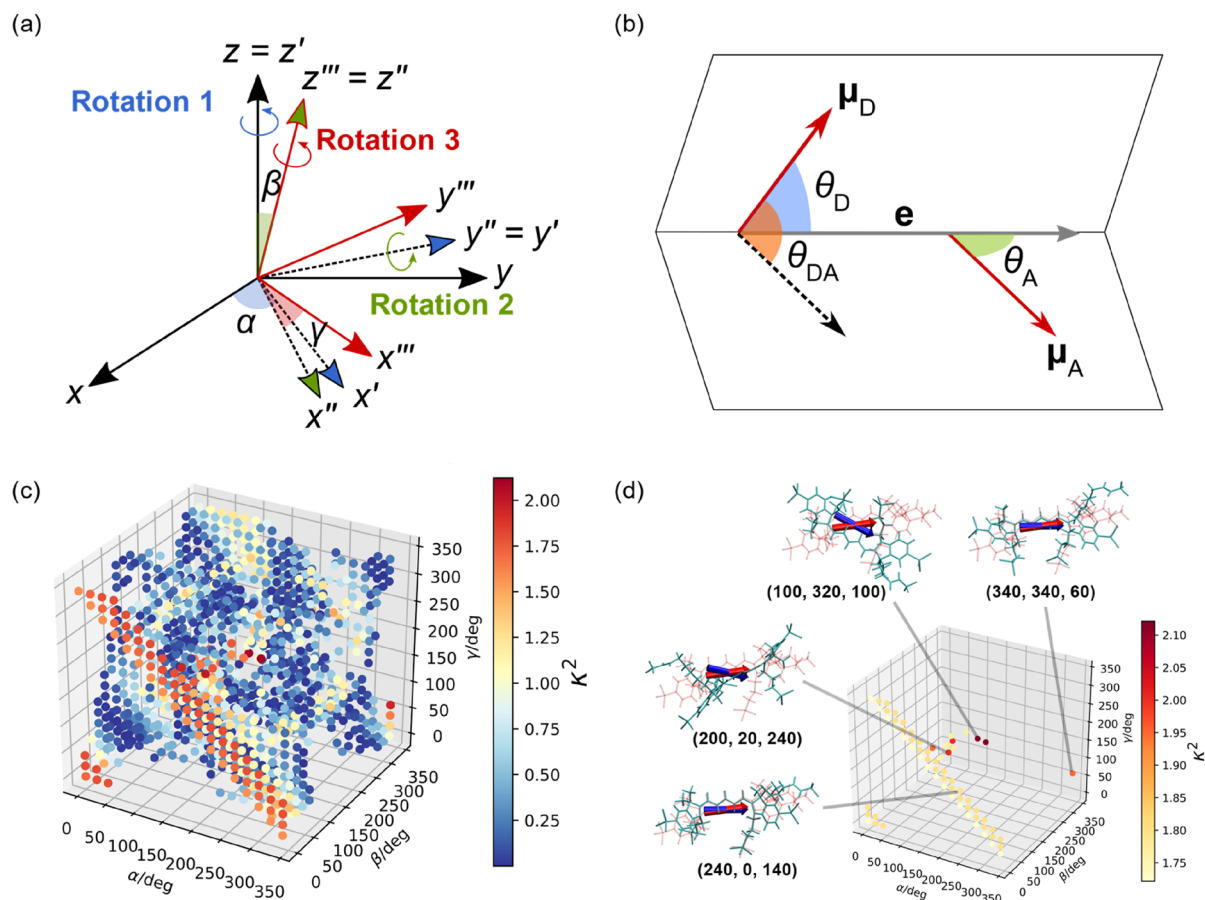 (a)
z = z′
z‴ = z″
Rotation 1
Rotation 3
β
y‴
y″ = y′
y
Rotation 2
α
γ
x
x‴
x′
x″
(b)
μD
θD
e
θDA
θA
μA
(c)
2.00
1.75
1.50
1.25
1.00
0.75
0.50
0.25
κ²
350
300
250
200
150
100
50
0
γ/deg
0
50
100
150
200
250
300
350
α/deg
0
50
100
150
200
250
300
350
β/deg
(d)
(100, 320, 100)
(340, 340, 60)
(200, 20, 240)
(240, 0, 140)
2.10
2.05
2.00
1.95
1.90
1.85
1.80
1.75
κ²
350
300
250
200
150
100
50
0
γ/deg
0
50
100
150
200
250
300
350
α/deg
0
50
100
150
200
250
300
350
β/deg